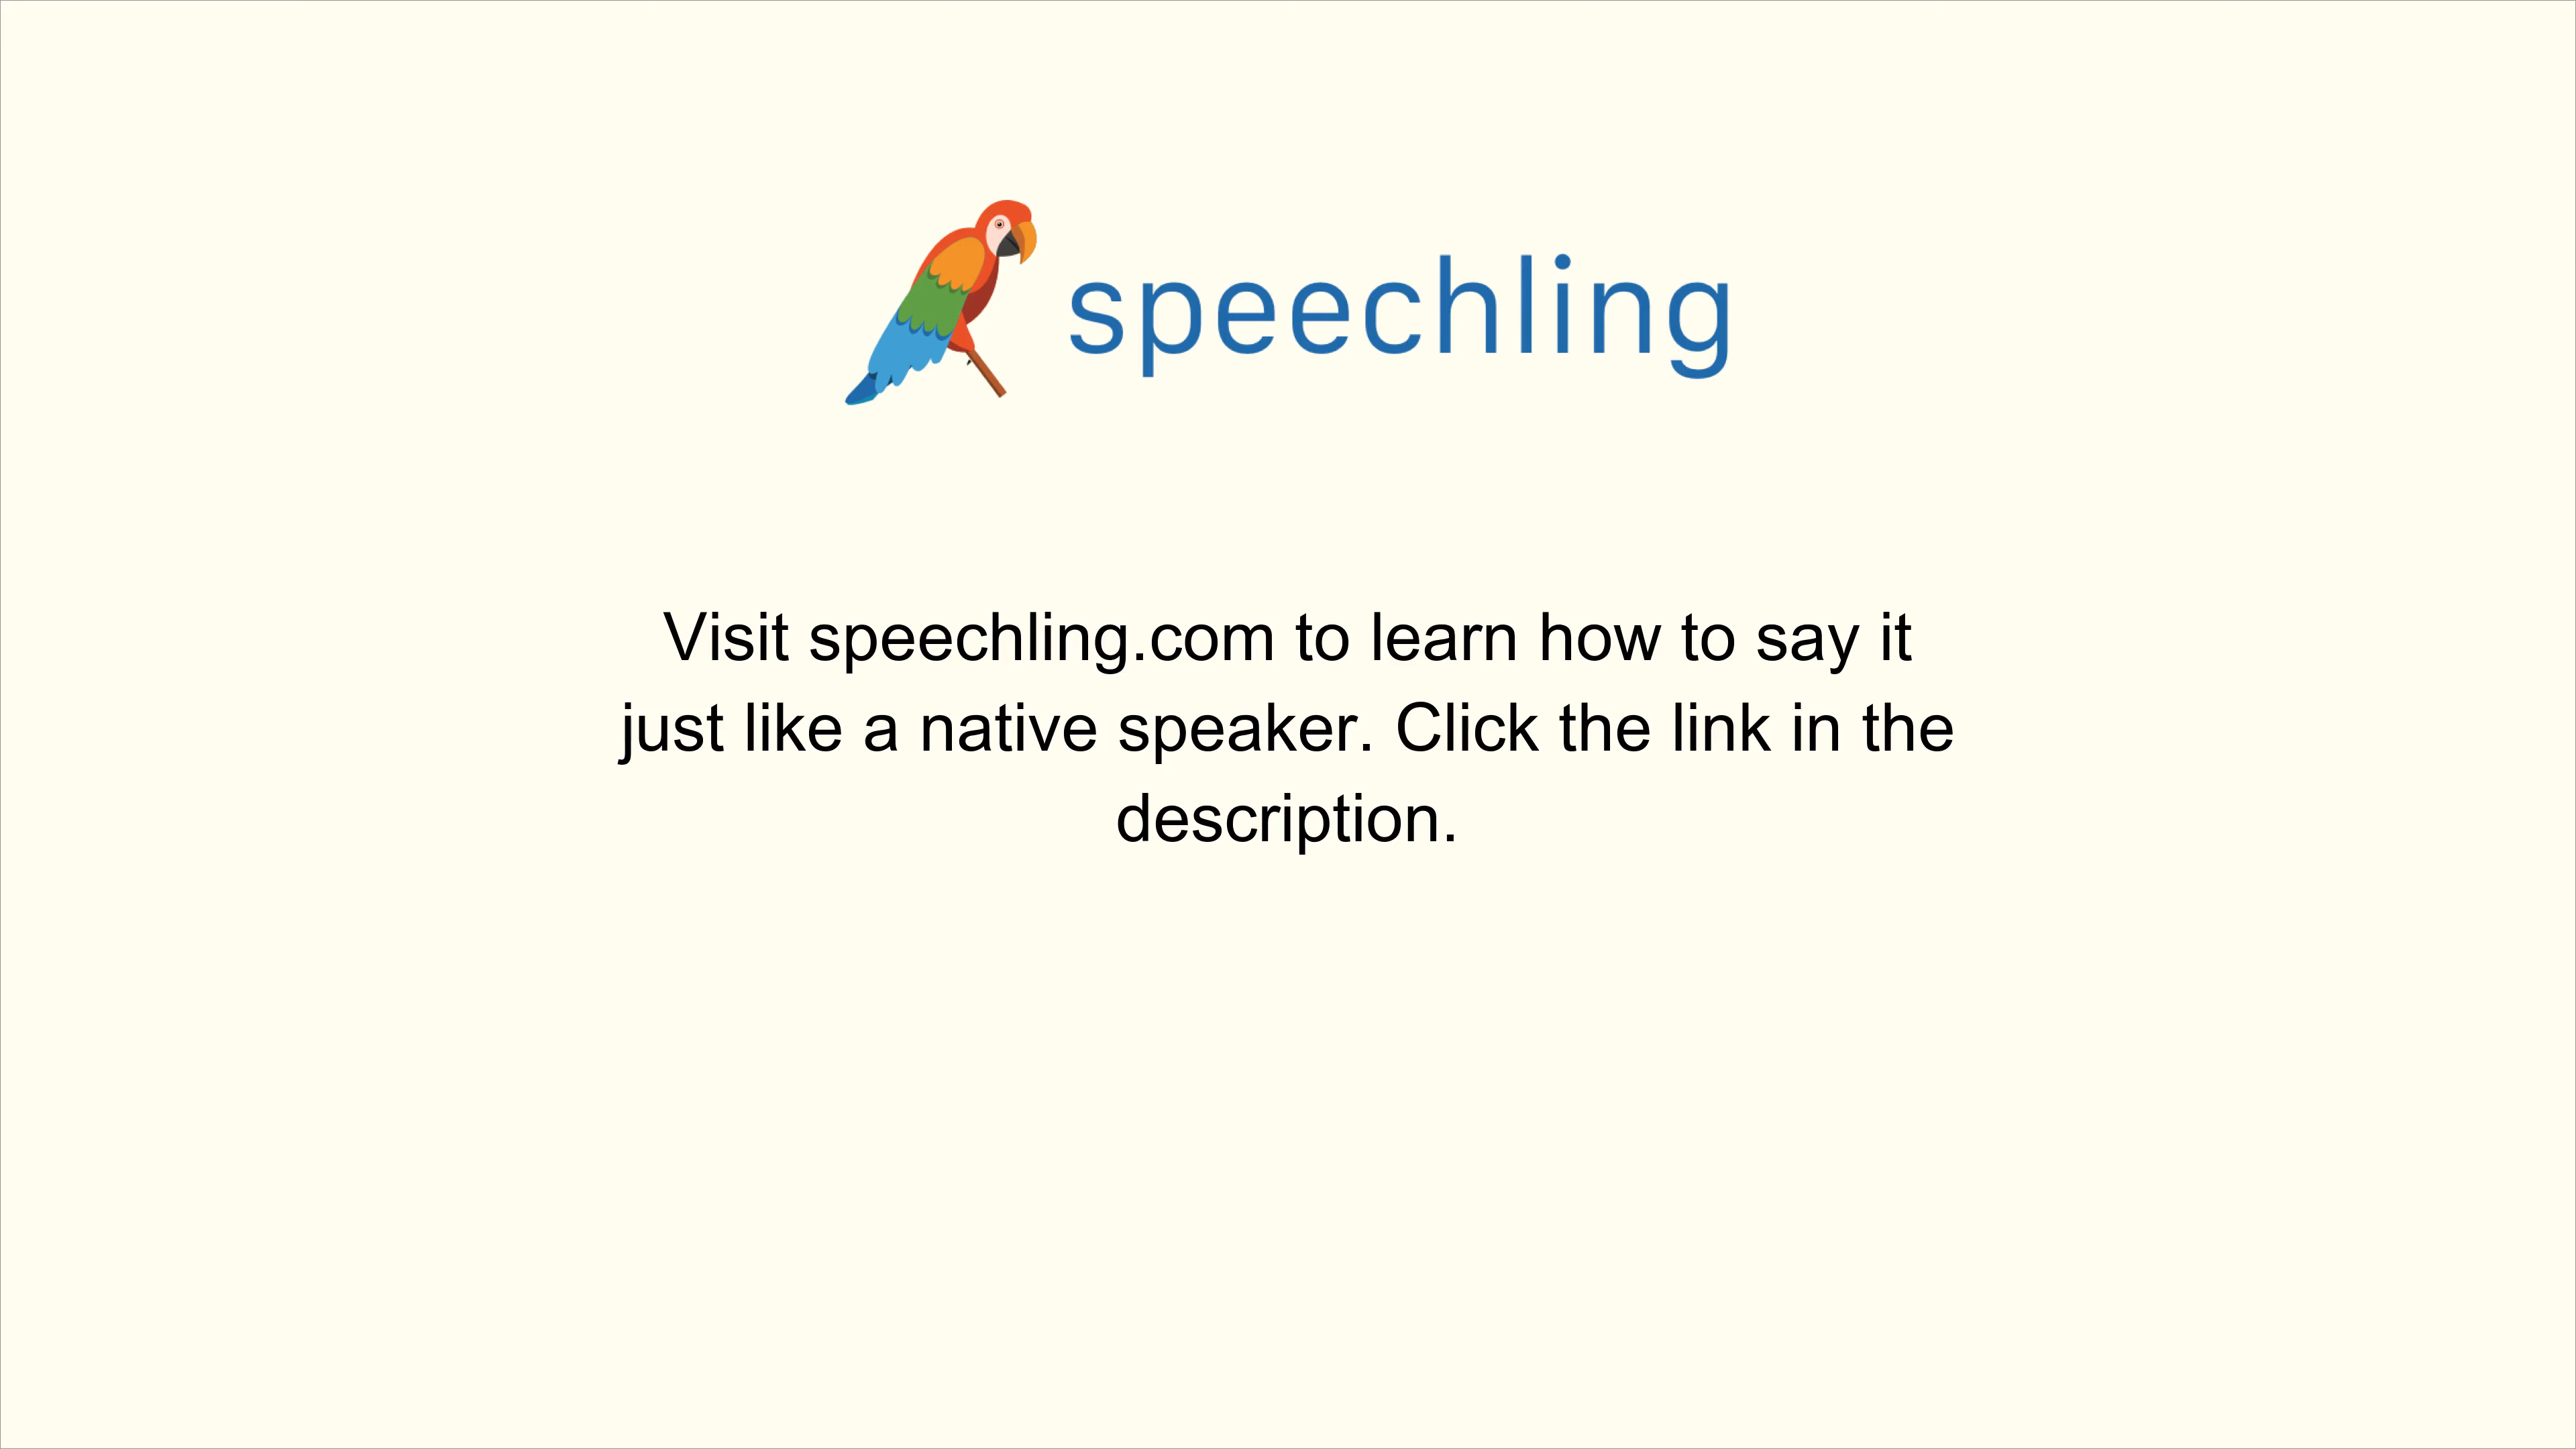 speechling
Visit speechling.com to learn how to say it
just like a native speaker. Click the link in the
description.